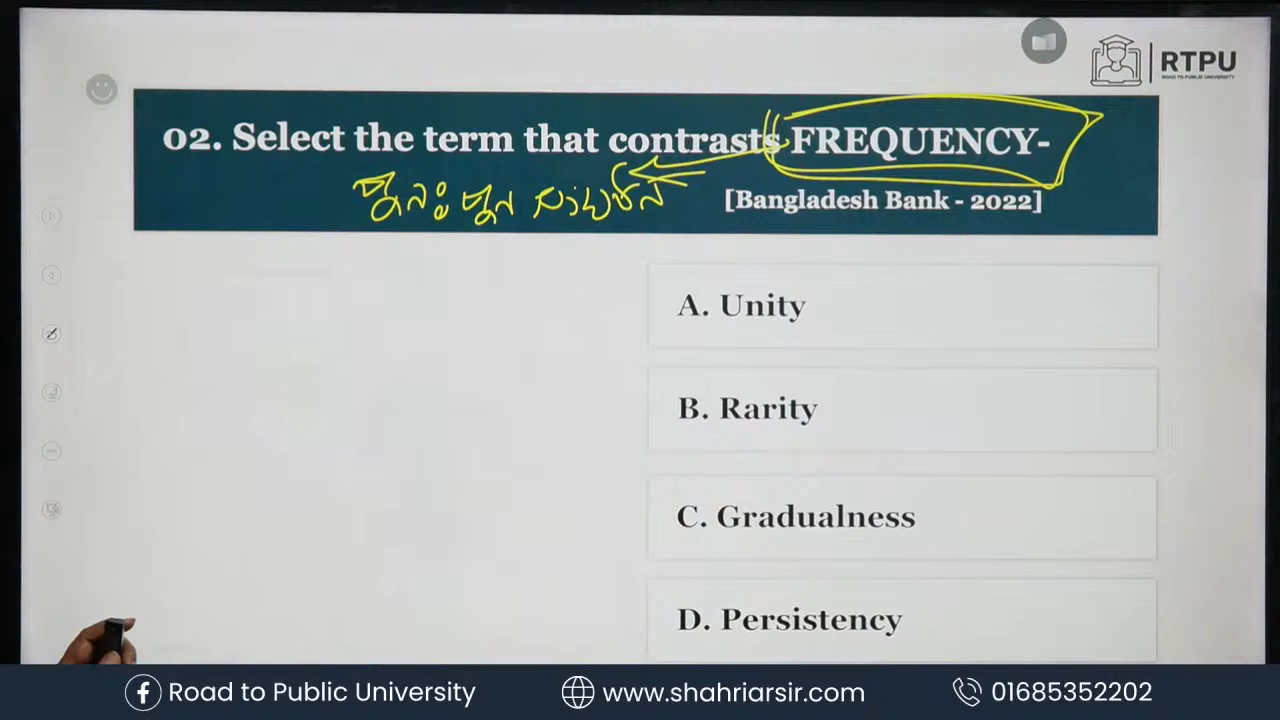 RTPU
ROAD TO PUBLIC UNIVERSITY
02. Select the term that contrasts FREQUENCY-
পুনঃ পুন সংঘটন
[Bangladesh Bank - 2022]
A. Unity
B. Rarity
C. Gradualness
D. Persistency
Road to Public University
www.shahriarsir.com
01685352202